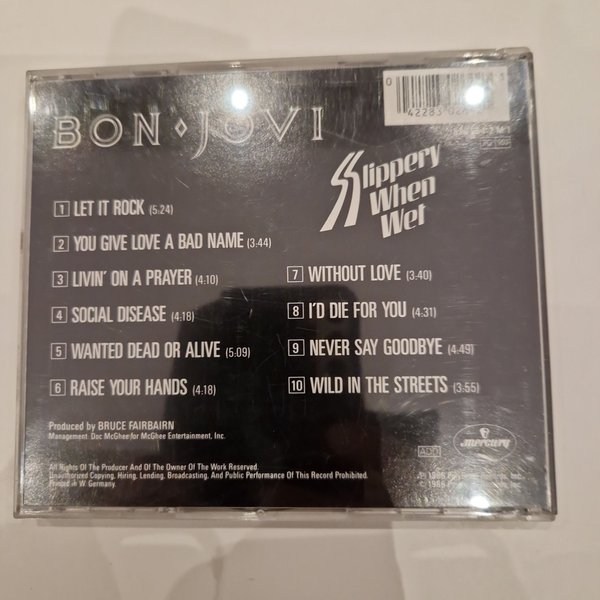 BON JOVI
0
1
42283
Slippery
When
Wet
1 LET IT ROCK (5:24)
2 YOU GIVE LOVE A BAD NAME (3:44)
3 LIVIN' ON A PRAYER (4:10)
4 SOCIAL DISEASE (4:18)
5 WANTED DEAD OR ALIVE (5:09)
6 RAISE YOUR HANDS (4:18)
7 WITHOUT LOVE (3:40)
8 I'D DIE FOR YOU (4:31)
9 NEVER SAY GOODBYE (4:49)
10 WILD IN THE STREETS (3:55)
Produced by BRUCE FAIRBAIRN
Management: Doc McGhee for McGhee Entertainment, Inc.
All Rights Of The Producer And Of The Owner Of The Work Reserved.
Unauthorized Copying, Hiring, Lending, Broadcasting, And Public Performance Of This Record Prohibited.
Printed in W. Germany.
mercury
Inc.
Inc.